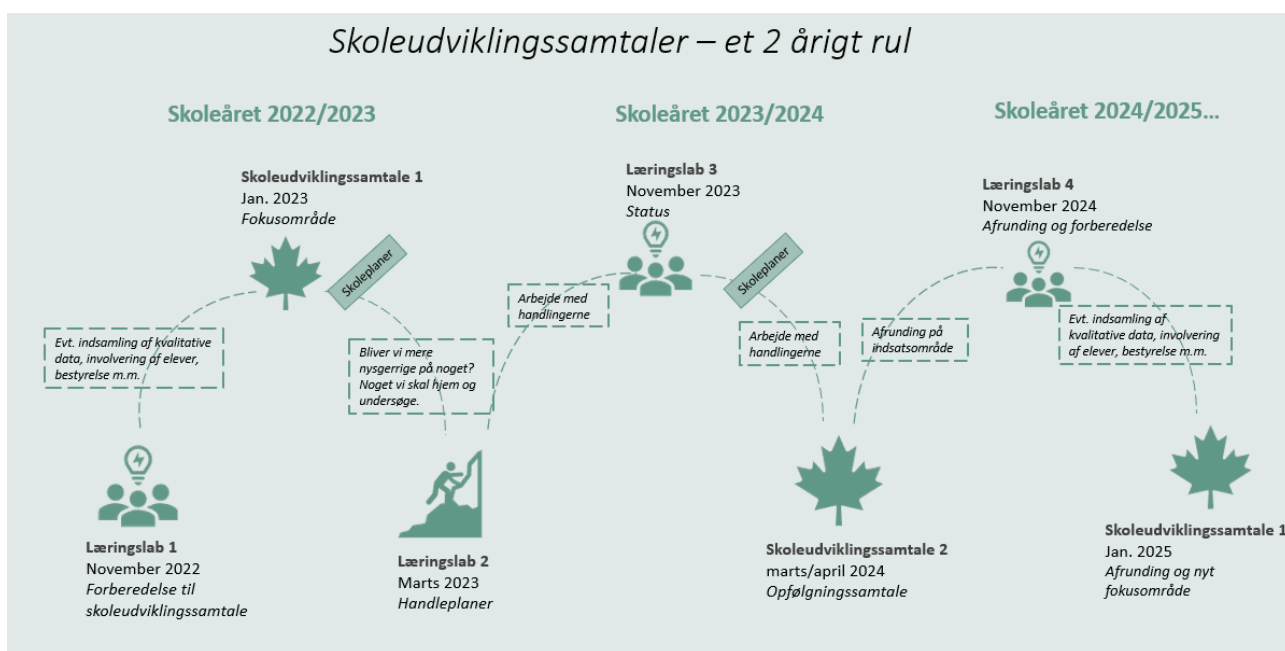 Skoleudviklingssamtaler – et 2 årigt rul
Skoleåret 2022/2023
Skoleåret 2023/2024
Skoleåret 2024/2025...
Skoleudviklingssamtale 1
Jan. 2023
Fokusområde
Læringslab 3
November 2023
Status
Læringslab 4
November 2024
Afrunding og forberedelse
Skoleplaner
Skoleplaner
Evt. indsamling af kvalitative
data, involvering af elever,
bestyrelse m.m.
Bliver vi mere
nysgerrige på noget?
Noget vi skal hjem og
undersøge.
Arbejde med
handlingerne
Arbejde med
handlingerne
Afrunding på
indsatsområde
Evt. indsamling af
kvalitative data, involvering
af elever, bestyrelse m.m.
Læringslab 1
November 2022
Forberedelse til
skoleudviklingssamtale
Læringslab 2
Marts 2023
Handleplaner
Skoleudviklingssamtale 2
marts/april 2024
Opfølgningssamtale
Skoleudviklingssamtale 1
Jan. 2025
Afrunding og nyt
fokusområde